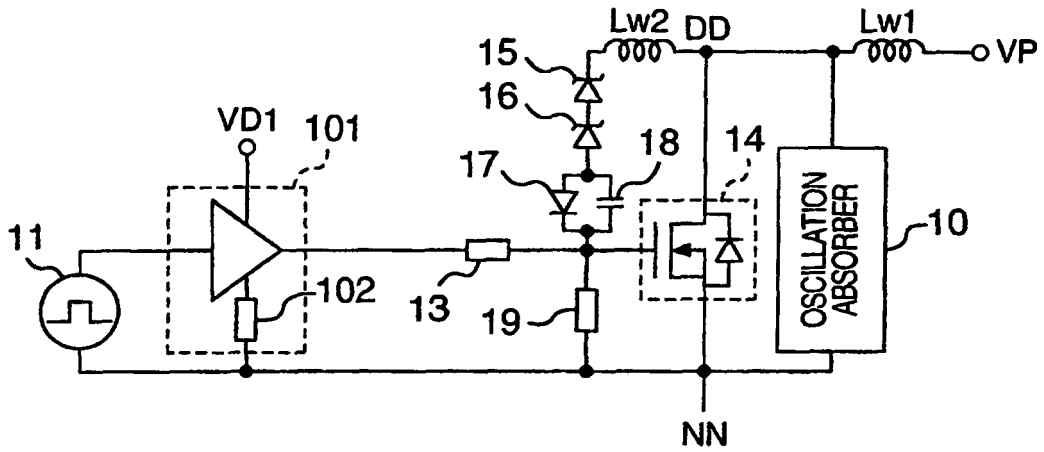 Lw2
DD
Lw1
VP
15
16
VD1
101
17
18
14
11
102
13
19
OSCILLATION
ABSORBER
10
NN